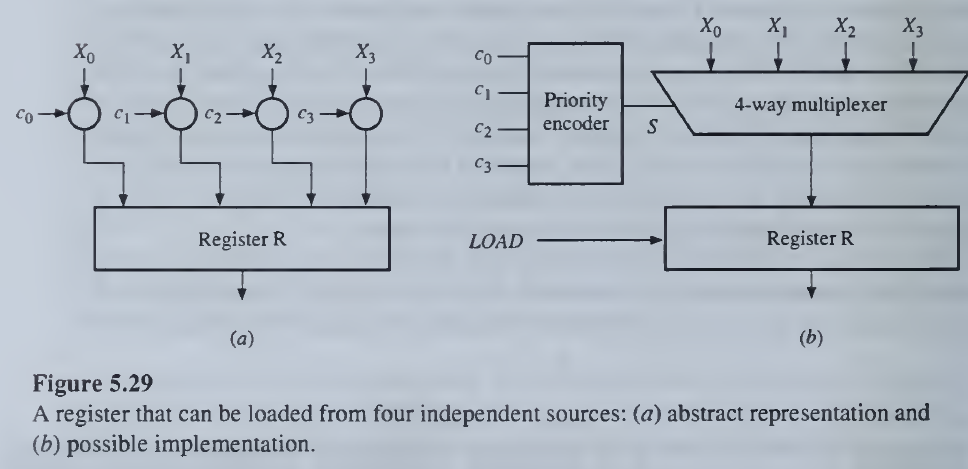 X₀ X₁ X₂ X₃
c₀ c₁ c₂ c₃
Register R
(a)
X₀ X₁ X₂ X₃
c₀
c₁
c₂
c₃
Priority
encoder
S
4-way multiplexer
LOAD
Register R
(b)
Figure 5.29
A register that can be loaded from four independent sources: (a) abstract representation and
(b) possible implementation.